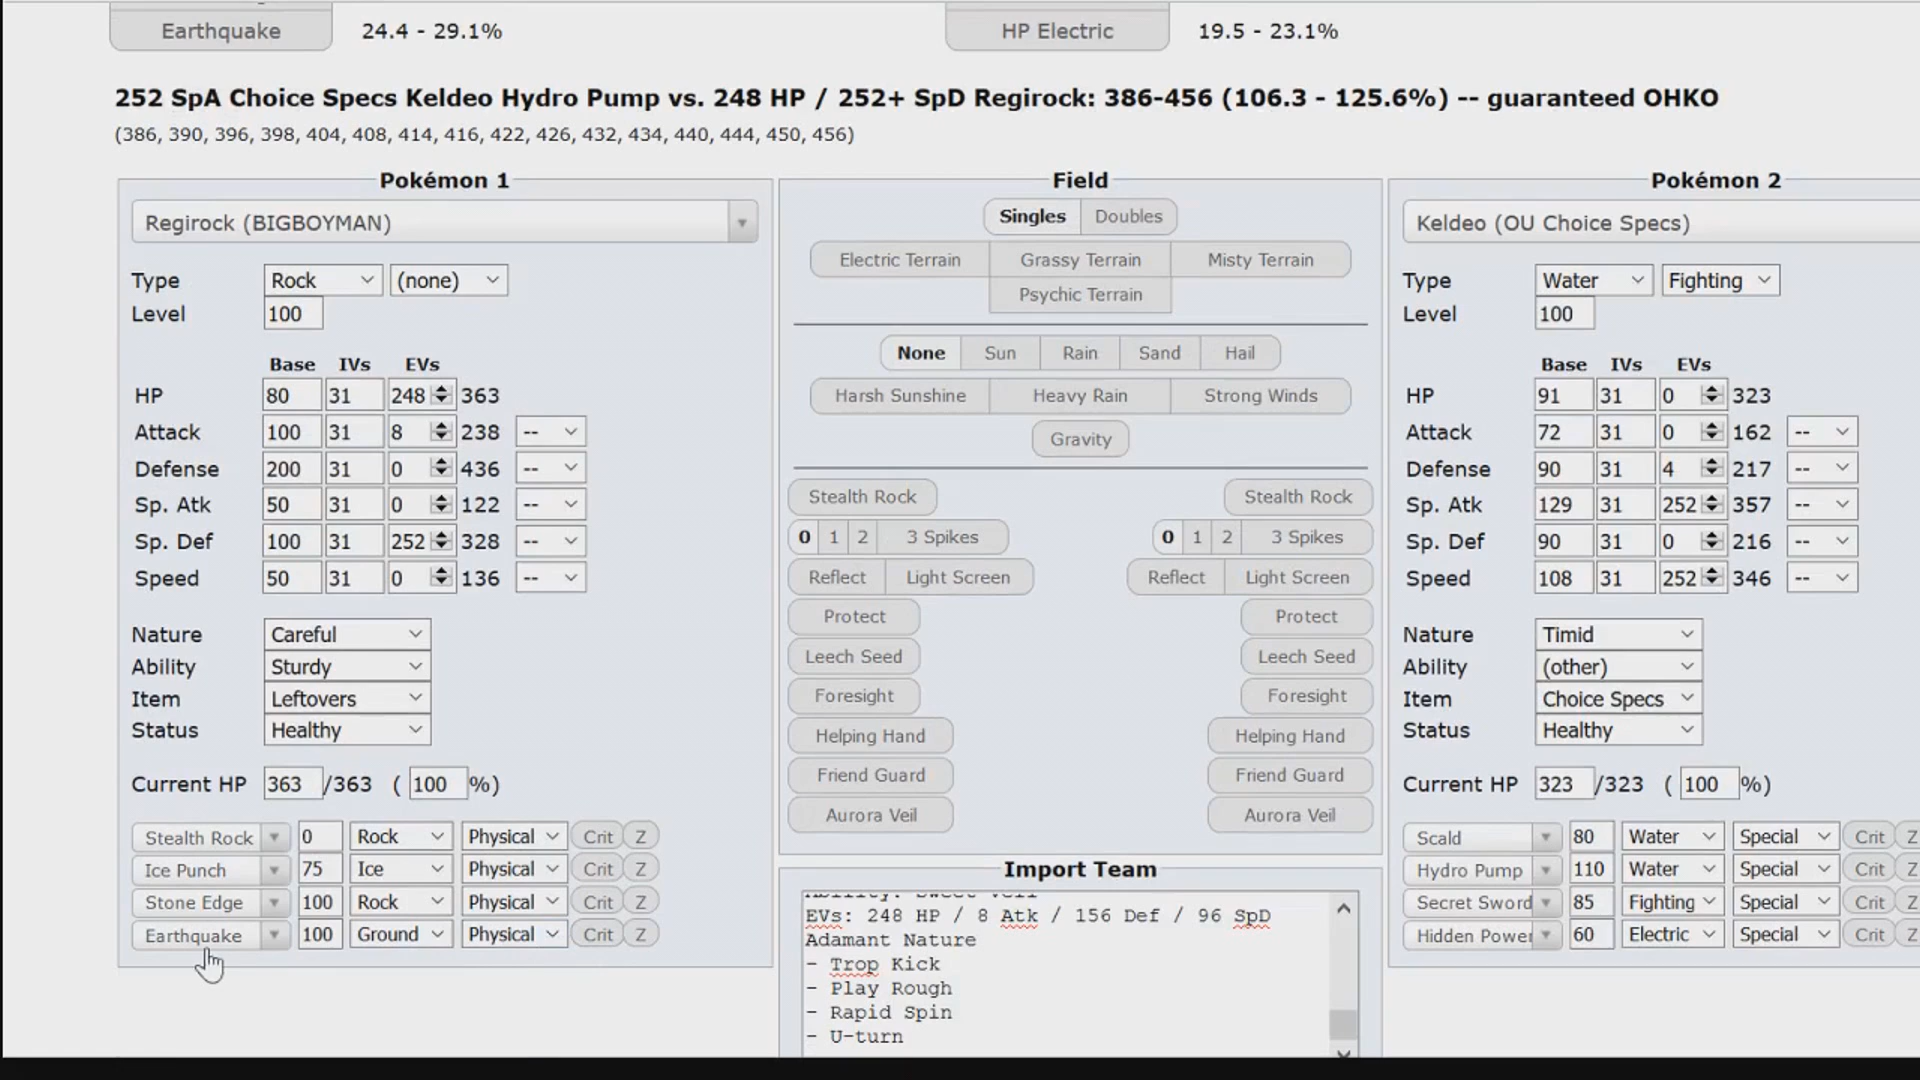 Earthquake 24.4 - 29.1% HP Electric 19.5 - 23.1%
252 SpA Choice Specs Keldeo Hydro Pump vs. 248 HP / 252+ SpD Regirock: 386-456 (106.3 - 125.6%) -- guaranteed OHKO
(386, 390, 396, 398, 404, 408, 414, 416, 422, 426, 432, 434, 440, 444, 450, 456)
Pokémon 1
Regirock (BIGBOYMAN)
Type Rock (none)
Level 100
Base IVs EVs
HP 80 31 248 363
Attack 100 31 8 238 --
Defense 200 31 0 436 --
Sp. Atk 50 31 0 122 --
Sp. Def 100 31 252 328 --
Speed 50 31 0 136 --
Nature Careful
Ability Sturdy
Item Leftovers
Status Healthy
Current HP 363 /363 ( 100 %)
Stealth Rock 0 Rock Physical Crit Z
Ice Punch 75 Ice Physical Crit Z
Stone Edge 100 Rock Physical Crit Z
Earthquake 100 Ground Physical Crit Z
Field
Singles Doubles
Electric Terrain Grassy Terrain Misty Terrain
Psychic Terrain
None Sun Rain Sand Hail
Harsh Sunshine Heavy Rain Strong Winds
Gravity
Stealth Rock Stealth Rock
0 1 2 3 Spikes 0 1 2 3 Spikes
Reflect Light Screen Reflect Light Screen
Protect Protect
Leech Seed Leech Seed
Foresight Foresight
Helping Hand Helping Hand
Friend Guard Friend Guard
Aurora Veil Aurora Veil
Import Team
Ability: Sweet Veil
EVs: 248 HP / 8 Atk / 156 Def / 96 SpD
Adamant Nature
- Trop Kick
- Play Rough
- Rapid Spin
- U-turn
Pokémon 2
Keldeo (OU Choice Specs)
Type Water Fighting
Level 100
Base IVs EVs
HP 91 31 0 323
Attack 72 31 0 162 --
Defense 90 31 4 217 --
Sp. Atk 129 31 252 357 --
Sp. Def 90 31 0 216 --
Speed 108 31 252 346 --
Nature Timid
Ability (other)
Item Choice Specs
Status Healthy
Current HP 323 /323 ( 100 %)
Scald 80 Water Special Crit Z
Hydro Pump 110 Water Special Crit Z
Secret Sword 85 Fighting Special Crit Z
Hidden Power 60 Electric Special Crit Z